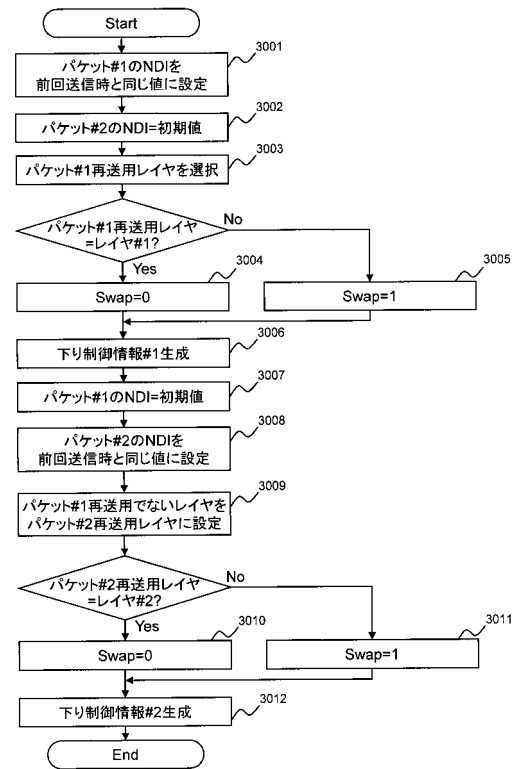 Start
3001
パケット#1のNDIを
前回送信時と同じ値に設定
3002
パケット#2のNDI=初期値
3003
パケット#1再送用レイヤを選択
パケット#1再送用レイヤ
=レイヤ#1?
No
Yes
3004
Swap=0
3005
Swap=1
3006
下り制御情報#1生成
3007
パケット#1のNDI=初期値
3008
パケット#2のNDIを
前回送信時と同じ値に設定
3009
パケット#1再送用でないレイヤを
パケット#2再送用レイヤに設定
パケット#2再送用レイヤ
=レイヤ#2?
No
Yes
3010
Swap=0
3011
Swap=1
3012
下り制御情報#2生成
End